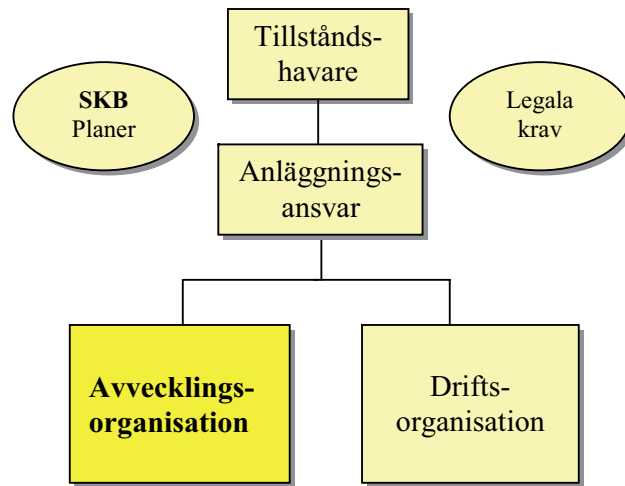 Tillstånds-
havare
SKB
Planer
Legala
krav
Anläggnings-
ansvar
Avvecklings-
organisation
Drifts-
organisation